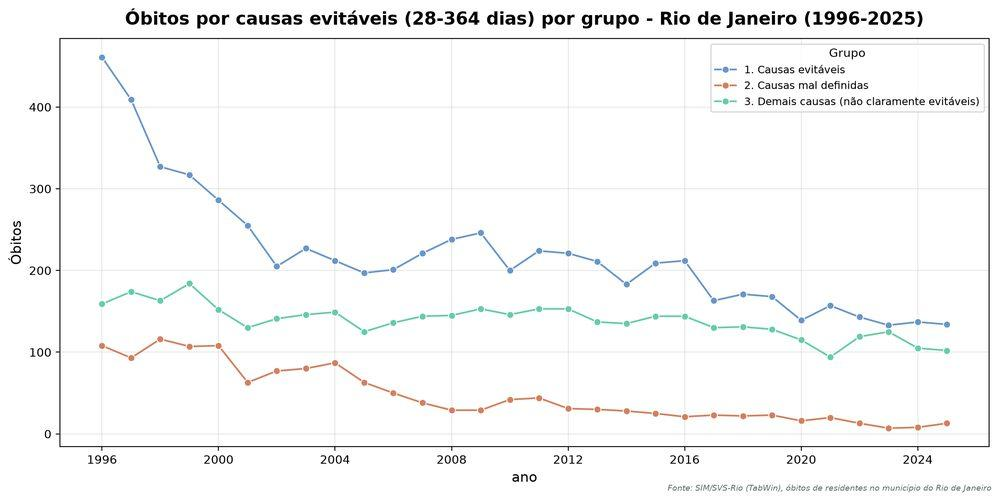 Óbitos por causas evitáveis (28-364 dias) por grupo - Rio de Janeiro (1996-2025)
Grupo
1. Causas evitáveis
2. Causas mal definidas
3. Demais causas (não claramente evitáveis)
Óbitos
400
300
200
100
0
1996 2000 2004 2008 2012 2016 2020 2024
ano
Fonte: SIM/SVS-Rio (TabWin), óbitos de residentes no município do Rio de Janeiro